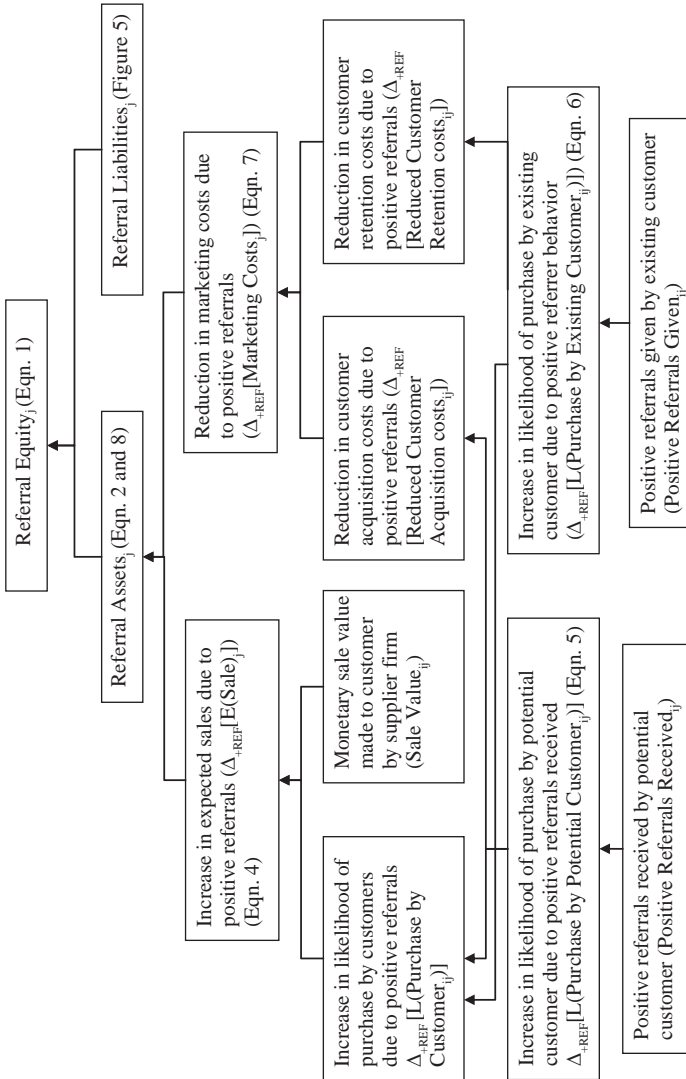 Referral Equity_j (Eqn. 1)
Referral Assets_j (Eqn. 2 and 8)
Referral Liabilities_j (Figure 5)
Increase in expected sales due to
positive referrals (Δ_+REF[E(Sale)_j])
(Eqn. 4)
Reduction in marketing costs due
to positive referrals
(Δ_+REF[Marketing Costs_j]) (Eqn. 7)
Increase in likelihood of
purchase by customers
due to positive referrals
Δ_+REF[L(Purchase by
Customer_ij)]
Monetary sale value
made to customer
by supplier firm
(Sale Value_ij)
Reduction in customer
acquisition costs due to
positive referrals (Δ_+REF
[Reduced Customer
Acquisition costs_ij])
Reduction in customer
retention costs due to
positive referrals (Δ_+REF
[Reduced Customer
Retention costs_ij])
Increase in likelihood of purchase by potential
customer due to positive referrals received
Δ_+REF[L(Purchase by Potential Customer_ij)] (Eqn. 5)
Increase in likelihood of purchase by existing
customer due to positive referrer behavior
(Δ_+REF[L(Purchase by Existing Customer_ij)]) (Eqn. 6)
Positive referrals received by potential
customer (Positive Referrals Received_ij)
Positive referrals given by existing customer
(Positive Referrals Given_ij)